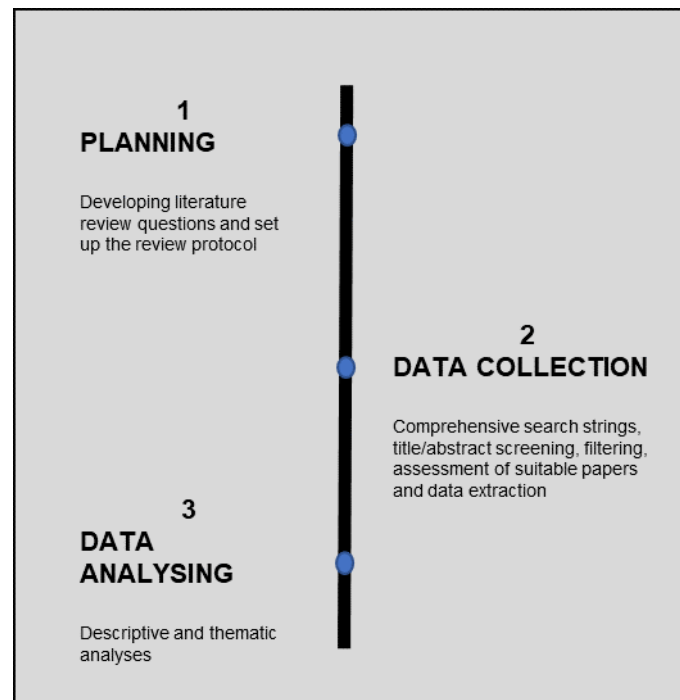 1
PLANNING
Developing literature
review questions and set
up the review protocol
2
DATA COLLECTION
Comprehensive search strings,
title/abstract screening, filtering,
assessment of suitable papers
and data extraction
3
DATA
ANALYSING
Descriptive and thematic
analyses